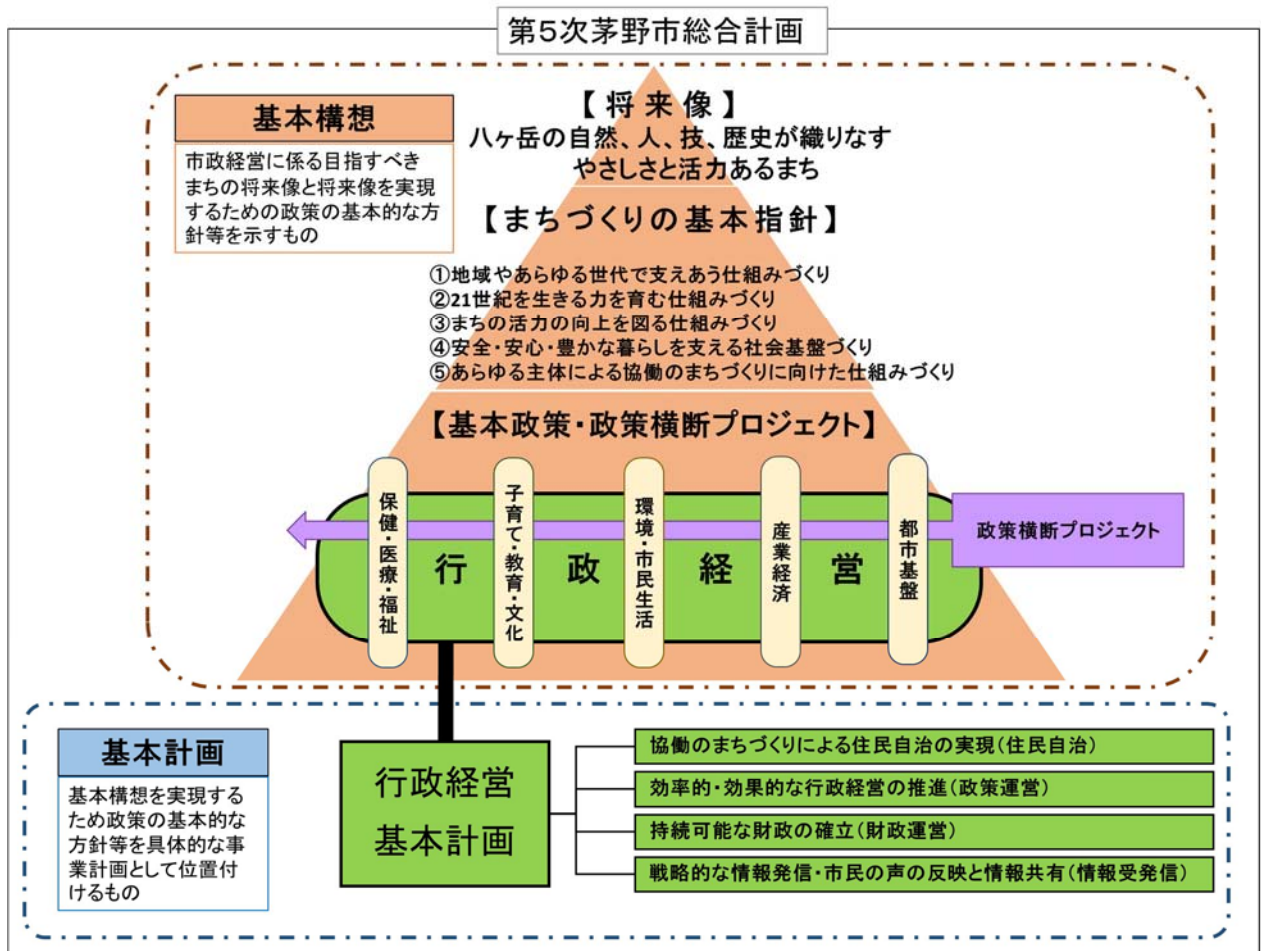 第5次茅野市総合計画
基本構想
市政経営に係る目指すべき
まちの将来像と将来像を実現
するための政策の基本的な方
針等を示すもの
【将来像】
八ヶ岳の自然、人、技、歴史が織りなす
やさしさと活力あるまち
【まちづくりの基本指針】
①地域やあらゆる世代で支えあう仕組みづくり
②21世紀を生きる力を育む仕組みづくり
③まちの活力の向上を図る仕組みづくり
④安全・安心・豊かな暮らしを支える社会基盤づくり
⑤あらゆる主体による協働のまちづくりに向けた仕組みづくり
【基本政策・政策横断プロジェクト】
保健・医療・福祉
子育て・教育・文化
環境・市民生活
産業経済
都市基盤
行政経営
政策横断プロジェクト
基本計画
基本構想を実現する
ため政策の基本的な
方針等を具体的な事
業計画として位置付
けるもの
行政経営
基本計画
協働のまちづくりによる住民自治の実現(住民自治)
効率的・効果的な行政経営の推進(政策運営)
持続可能な財政の確立(財政運営)
戦略的な情報発信・市民の声の反映と情報共有(情報受発信)